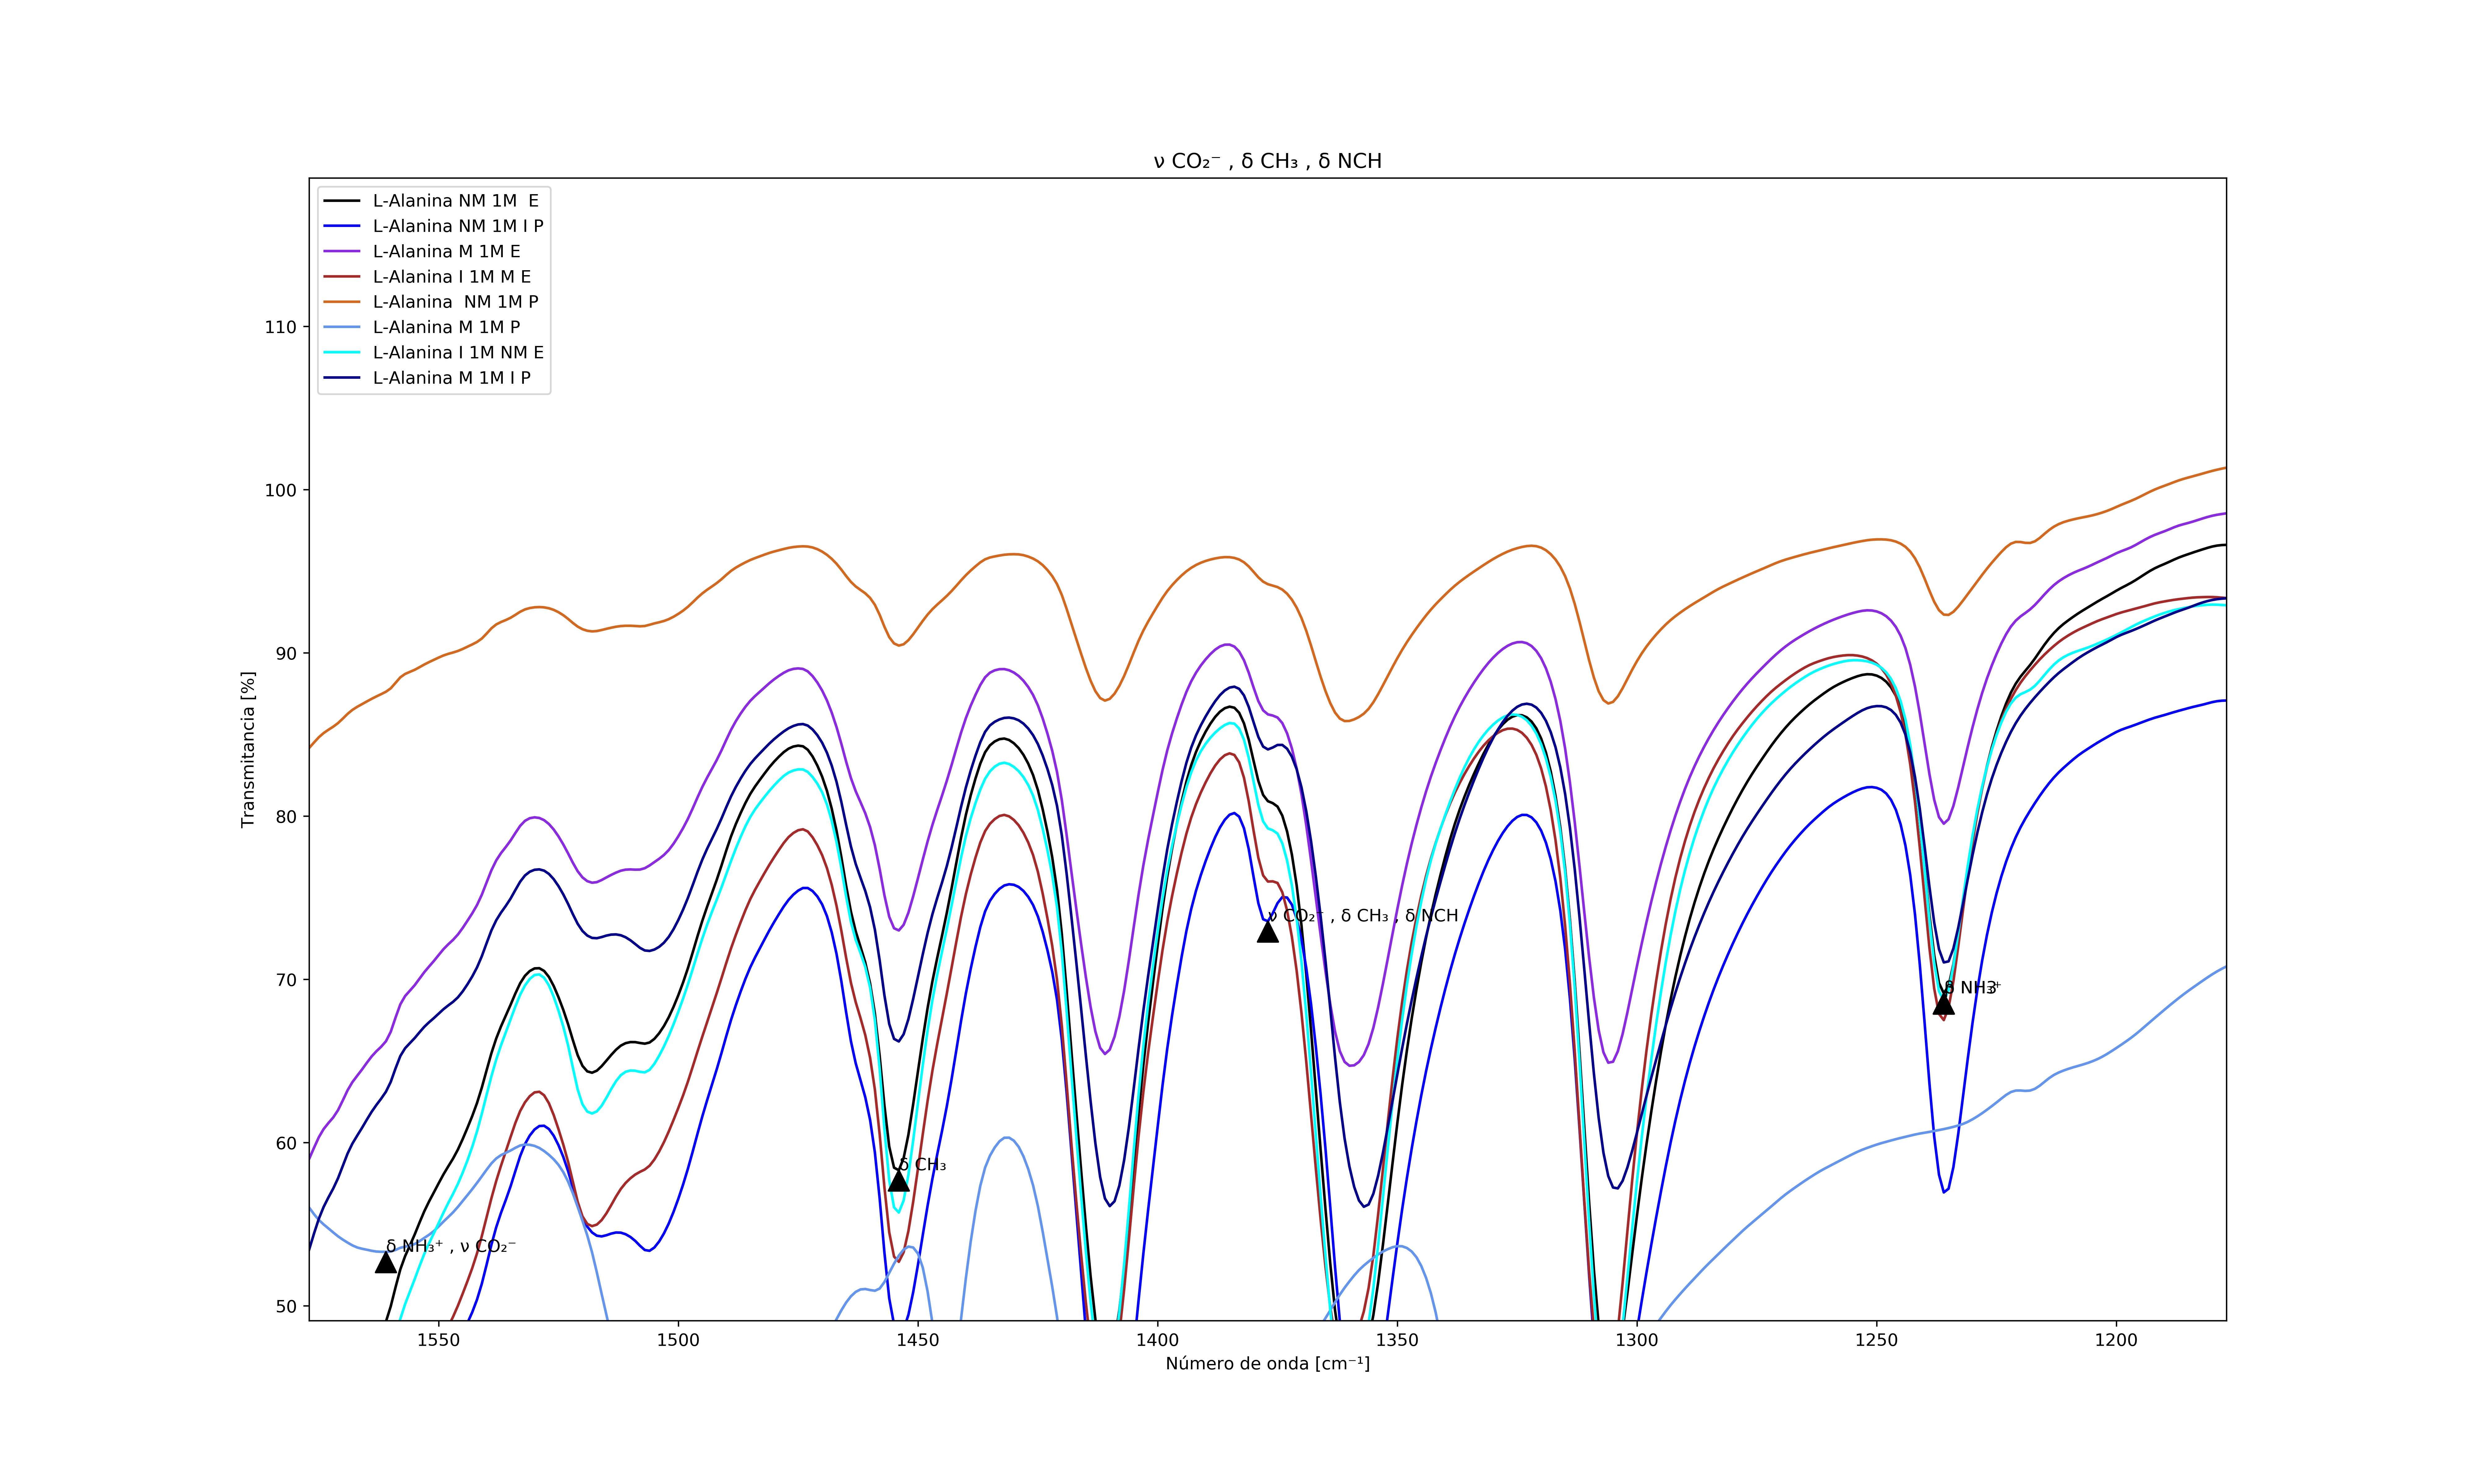 ν CO₂⁻ , δ CH₃ , δ NCH
L-Alanina NM 1M  E
L-Alanina NM 1M I P
L-Alanina M 1M E
L-Alanina I 1M M E
L-Alanina  NM 1M P
L-Alanina M 1M P
L-Alanina I 1M NM E
L-Alanina M 1M I P
Transmitancia [%]
110
100
90
80
70
60
50
ν CO₂⁻ , δ CH₃ , δ NCH
δ NH₃⁺
δ CH₃
δ NH₃⁺ , ν CO₂⁻
1550
1500
1450
1400
1350
1300
1250
1200
Número de onda [cm⁻¹]